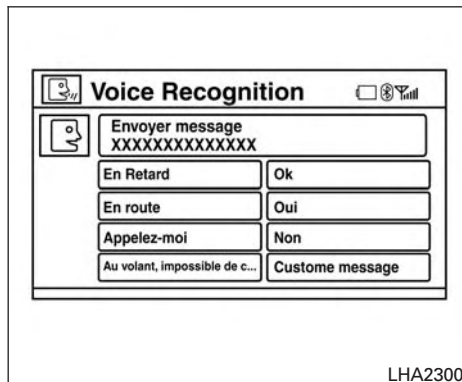 Voice Recognition
Envoyer message
XXXXXXXXXXXXXX
En Retard
Ok
En route
Oui
Appelez-moi
Non
Au volant, impossible de c...
Custome message
LHA2300